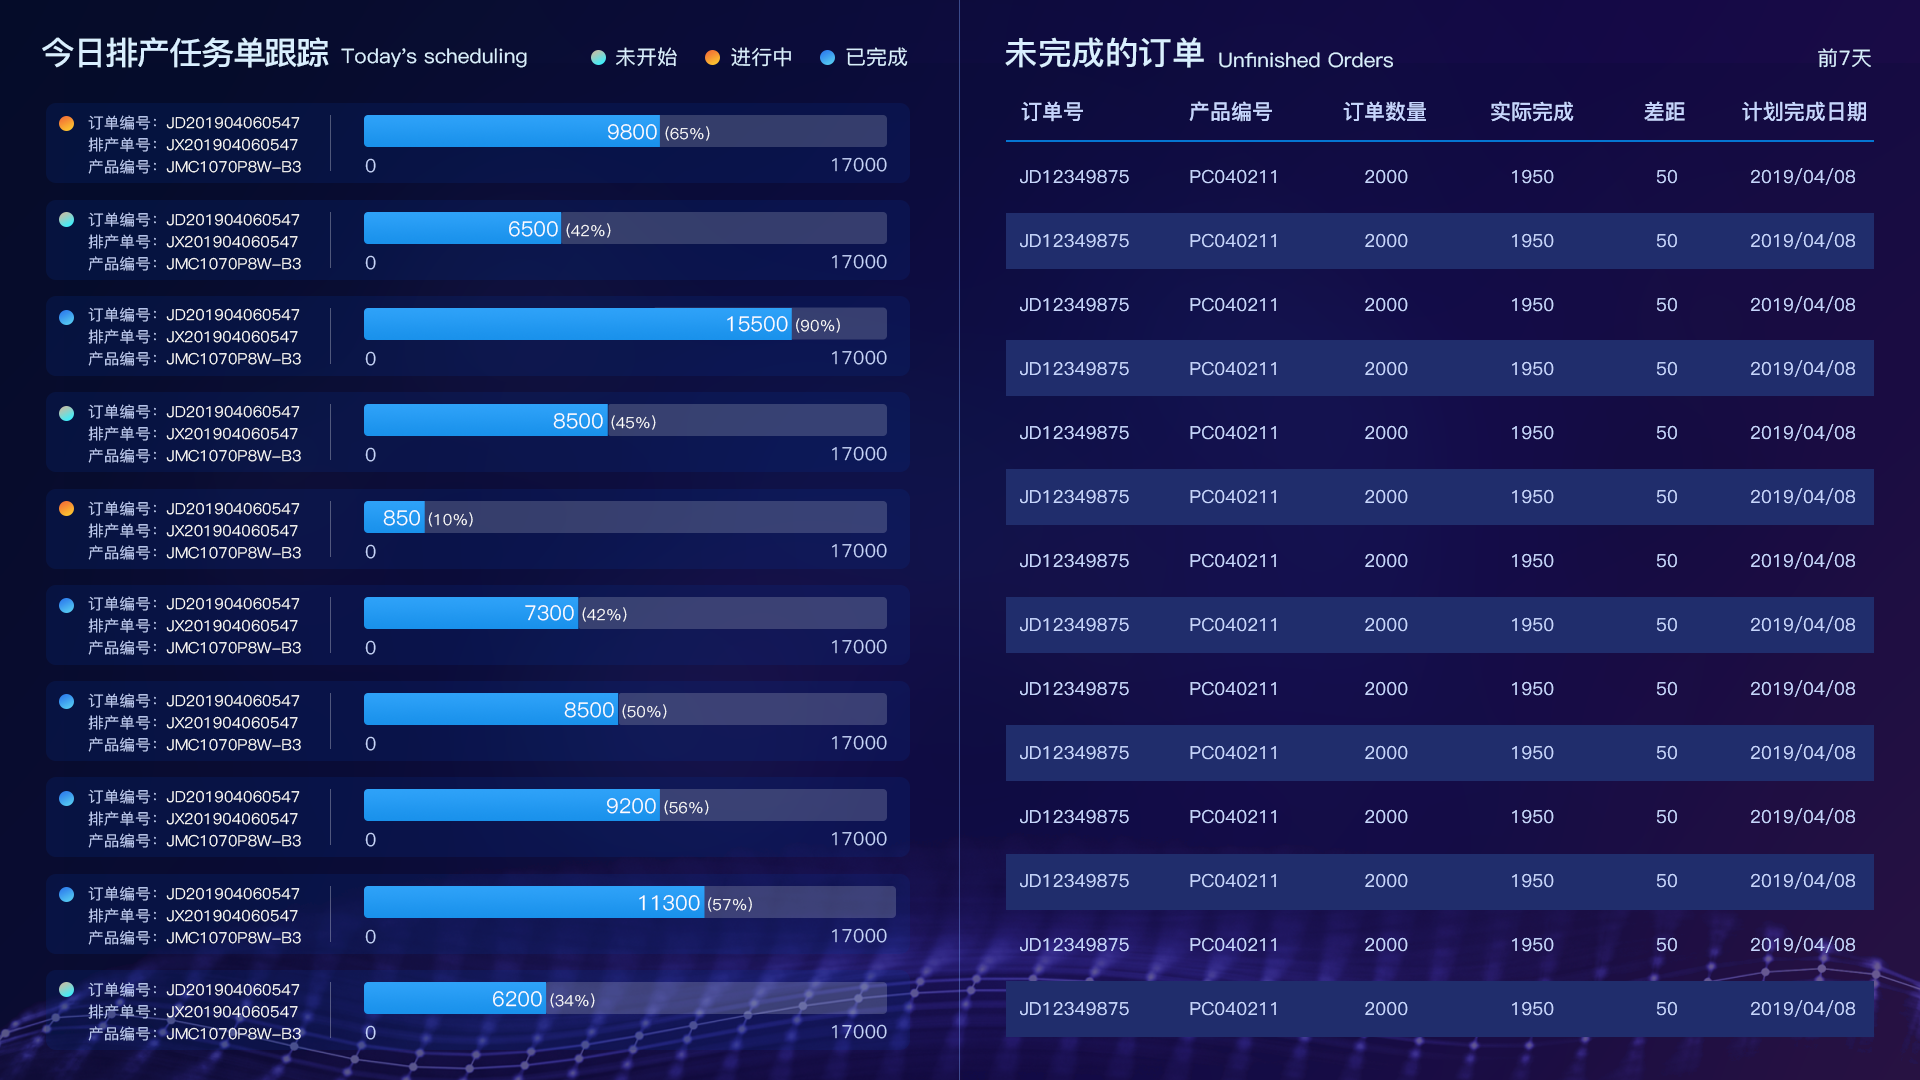 今日排产任务单跟踪 Today's scheduling 未开始 进行中 已完成
订单编号： JD201904060547
排产单号： JX201904060547
产品编号： JMC1070P8W-B3
9800 (65%)
0 17000
订单编号： JD201904060547
排产单号： JX201904060547
产品编号： JMC1070P8W-B3
6500 (42%)
0 17000
订单编号： JD201904060547
排产单号： JX201904060547
产品编号： JMC1070P8W-B3
15500 (90%)
0 17000
订单编号： JD201904060547
排产单号： JX201904060547
产品编号： JMC1070P8W-B3
8500 (45%)
0 17000
订单编号： JD201904060547
排产单号： JX201904060547
产品编号： JMC1070P8W-B3
850 (10%)
0 17000
订单编号： JD201904060547
排产单号： JX201904060547
产品编号： JMC1070P8W-B3
7300 (42%)
0 17000
订单编号： JD201904060547
排产单号： JX201904060547
产品编号： JMC1070P8W-B3
8500 (50%)
0 17000
订单编号： JD201904060547
排产单号： JX201904060547
产品编号： JMC1070P8W-B3
9200 (56%)
0 17000
订单编号： JD201904060547
排产单号： JX201904060547
产品编号： JMC1070P8W-B3
11300 (57%)
0 17000
订单编号： JD201904060547
排产单号： JX201904060547
产品编号： JMC1070P8W-B3
6200 (34%)
0 17000
未完成的订单 Unfinished Orders 前7天
订单号 产品编号 订单数量 实际完成 差距 计划完成日期
JD12349875 PC040211 2000 1950 50 2019/04/08
JD12349875 PC040211 2000 1950 50 2019/04/08
JD12349875 PC040211 2000 1950 50 2019/04/08
JD12349875 PC040211 2000 1950 50 2019/04/08
JD12349875 PC040211 2000 1950 50 2019/04/08
JD12349875 PC040211 2000 1950 50 2019/04/08
JD12349875 PC040211 2000 1950 50 2019/04/08
JD12349875 PC040211 2000 1950 50 2019/04/08
JD12349875 PC040211 2000 1950 50 2019/04/08
JD12349875 PC040211 2000 1950 50 2019/04/08
JD12349875 PC040211 2000 1950 50 2019/04/08
JD12349875 PC040211 2000 1950 50 2019/04/08
JD12349875 PC040211 2000 1950 50 2019/04/08
JD12349875 PC040211 2000 1950 50 2019/04/08